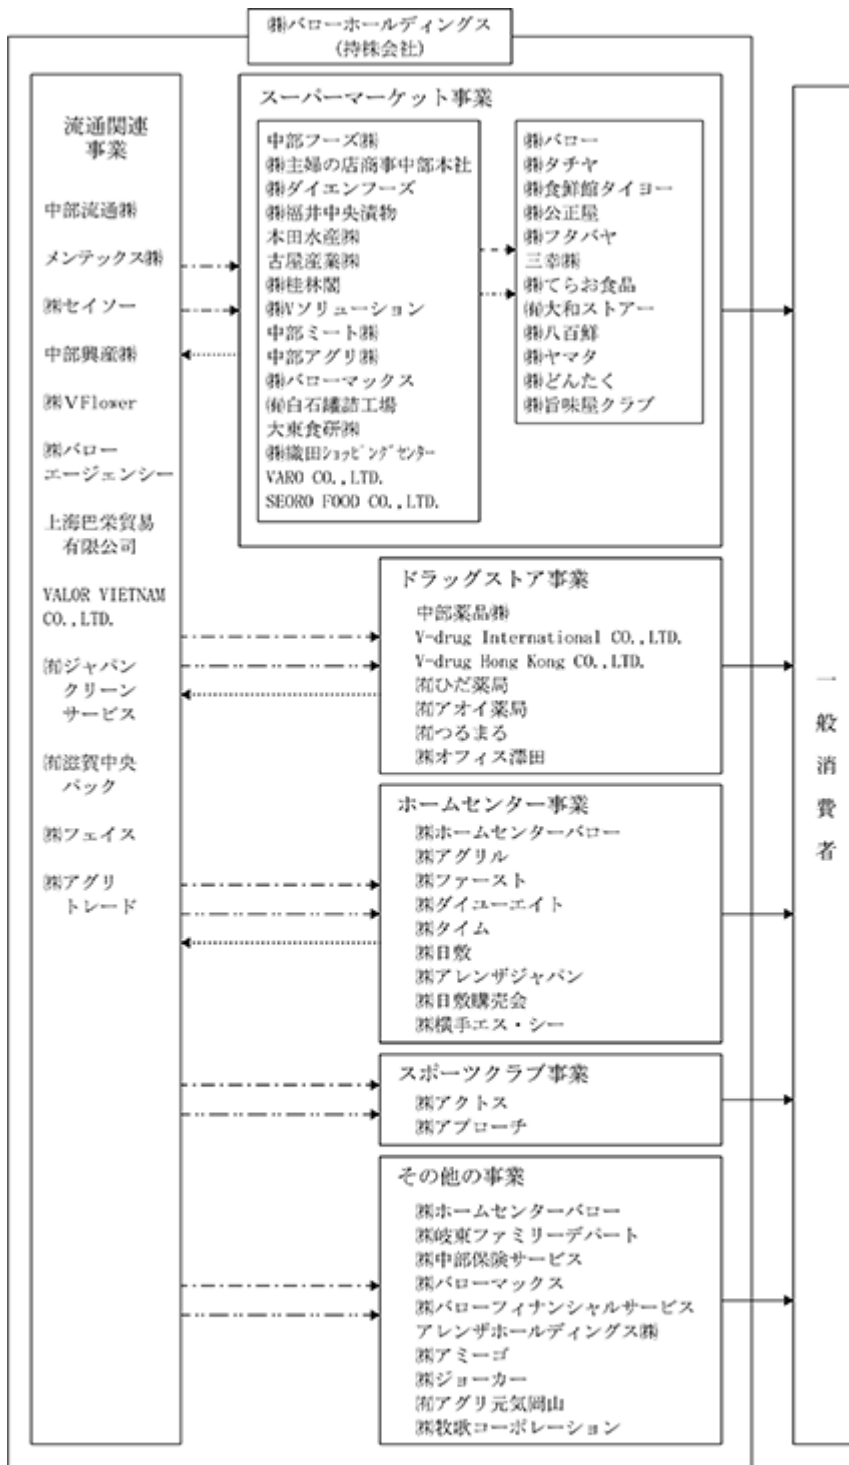 ㈱バローホールディングス
(持株会社)
流通関連
事業
中部流通㈱
メンテックス㈱
㈱セイソー
中部興産㈱
㈱VFlower
㈱バロー
エージェンシー
上海巴栄貿易
有限公司
VALOR VIETNAM
CO.,LTD.
㈲ジャパン
クリーン
サービス
㈲滋賀中央
パック
㈱フェイス
㈱アグリ
トレード
スーパーマーケット事業
中部フーズ㈱
㈱主婦の店商事中部本社
㈱ダイエンフーズ
㈱福井中央漬物
本田水産㈱
古屋産業㈱
㈱桂林閣
㈱Vソリューション
中部ミート㈱
中部アグリ㈱
㈱バローマックス
㈲白石罐詰工場
大東食研㈱
㈱織田ｼｮｯﾋﾟﾝｸﾞｾﾝﾀｰ
VARO CO.,LTD.
SEORO FOOD CO.,LTD.
㈱バロー
㈱タチヤ
㈱食鮮館タイヨー
㈱公正屋
㈱フタバヤ
三幸㈱
㈱てらお食品
㈲大和ストアー
㈱八百鮮
㈱ヤマタ
㈱どんたく
㈱旨味屋クラブ
ドラッグストア事業
中部薬品㈱
V-drug International CO.,LTD.
V-drug Hong Kong CO.,LTD.
㈲ひだ薬局
㈲アオイ薬局
㈲つるまる
㈱オフィス澤田
ホームセンター事業
㈱ホームセンターバロー
㈱アグリル
㈱ファースト
㈱ダイユーエイト
㈱タイム
㈱日敷
㈱アレンザジャパン
㈱日敷購売会
㈱横手エス・シー
スポーツクラブ事業
㈱アクトス
㈱アプローチ
その他の事業
㈱ホームセンターバロー
㈱岐東ファミリーデパート
㈱中部保険サービス
㈱バローマックス
㈱バローフィナンシャルサービス
アレンザホールディングス㈱
㈱アミーゴ
㈱ジョーカー
㈲アグリ元気岡山
㈱牧歌コーポレーション
一般消費者